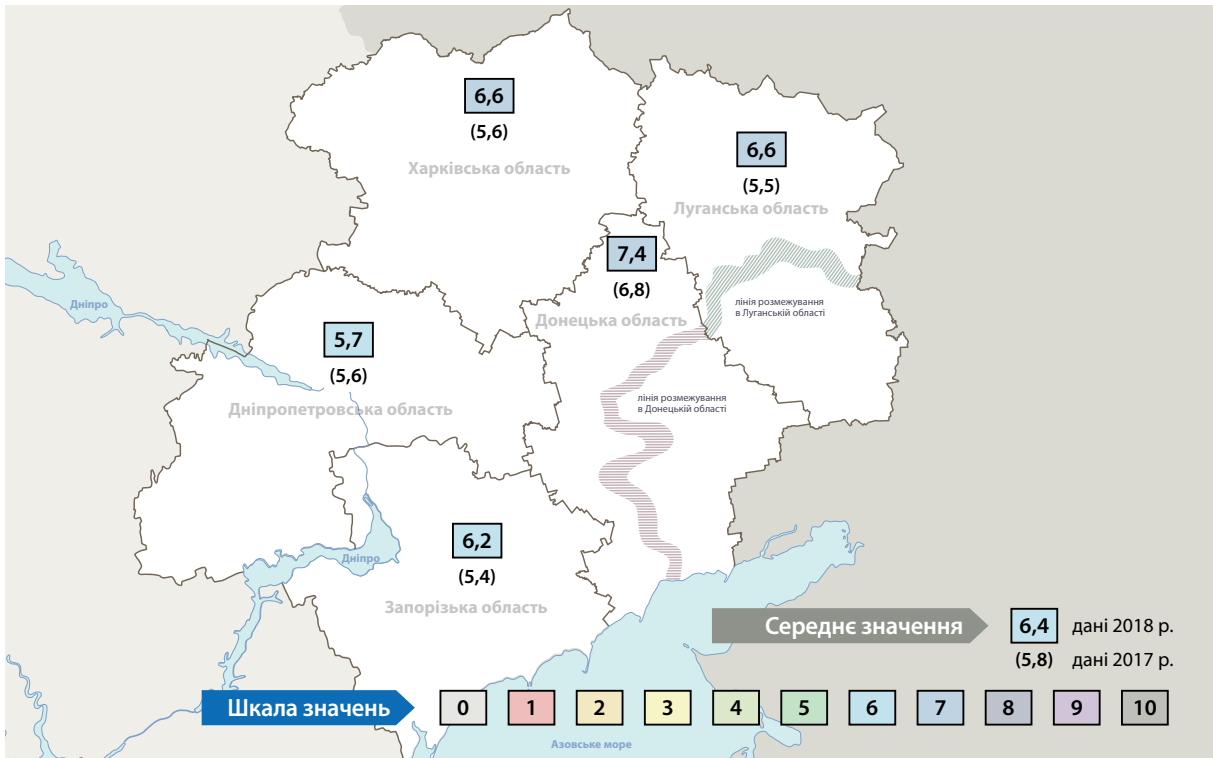 6,6
(5,6)
Харківська область
6,6
(5,5)
Луганська область
7,4
(6,8)
Донецька область
лінія розмежування
в Луганській області
Дніпро
5,7
(5,6)
Дніпропетровська область
лінія розмежування
в Донецькій області
6,2
(5,4)
Дніпро
Запорізька область
Середнє значення
6,4 дані 2018 р.
(5,8) дані 2017 р.
Шкала значень
0 1 2 3 4 5 6 7 8 9 10
Азовське море